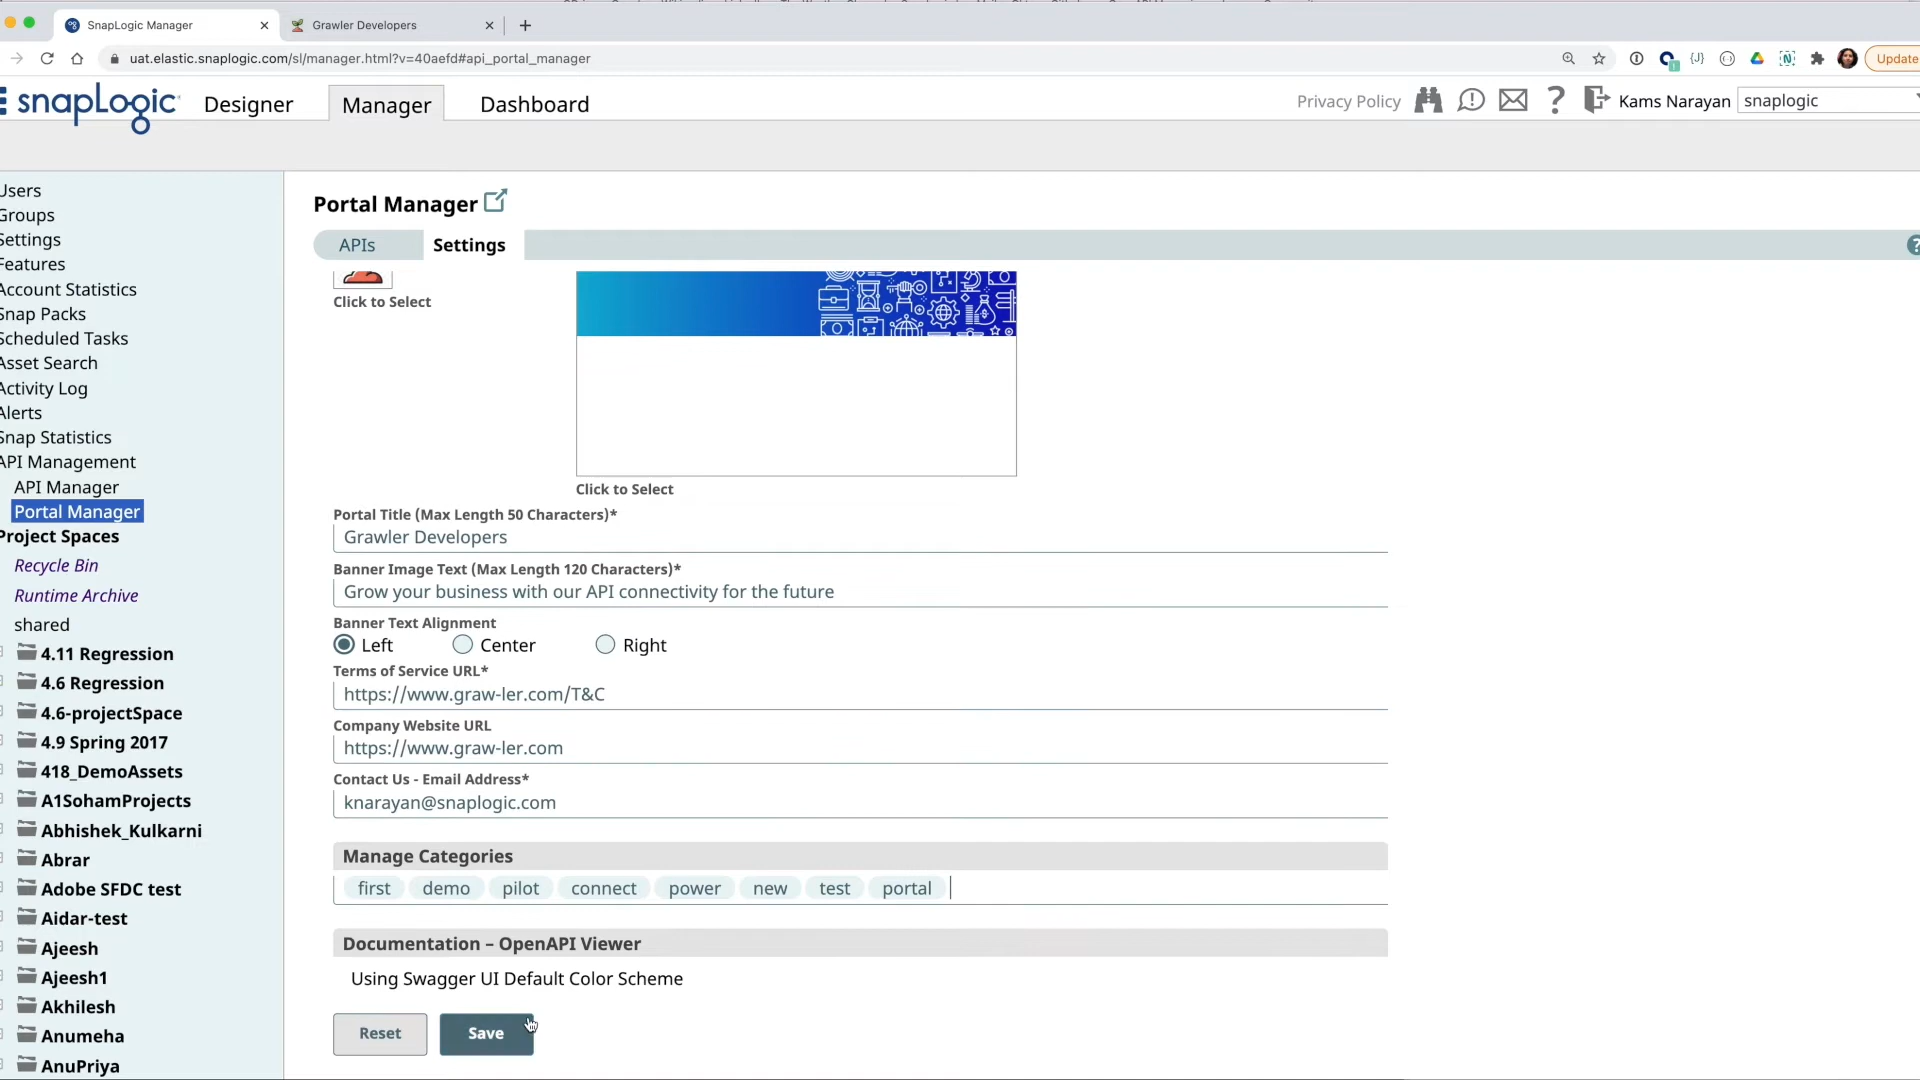 SnapLogic Manager
Grawler Developers
uat.elastic.snaplogic.com/sl/manager.html?v=40aefd#api_portal_manager
Update
snapLogic
Designer
Manager
Dashboard
Privacy Policy
Kams Narayan
snaplogic
Users
Groups
Settings
Features
Account Statistics
Snap Packs
Scheduled Tasks
Asset Search
Activity Log
Alerts
Snap Statistics
API Management
API Manager
Portal Manager
Project Spaces
Recycle Bin
Runtime Archive
shared
4.11 Regression
4.6 Regression
4.6-projectSpace
4.9 Spring 2017
418_DemoAssets
A1SohamProjects
Abhishek_Kulkarni
Abrar
Adobe SFDC test
Aidar-test
Ajeesh
Ajeesh1
Akhilesh
Anumeha
AnuPriya
Portal Manager
APIs
Settings
Click to Select
Click to Select
Portal Title (Max Length 50 Characters)*
Grawler Developers
Banner Image Text (Max Length 120 Characters)*
Grow your business with our API connectivity for the future
Banner Text Alignment
Left Center Right
Terms of Service URL*
https://www.graw-ler.com/T&C
Company Website URL
https://www.graw-ler.com
Contact Us - Email Address*
knarayan@snaplogic.com
Manage Categories
first demo pilot connect power new test portal
Documentation – OpenAPI Viewer
Using Swagger UI Default Color Scheme
Reset Save